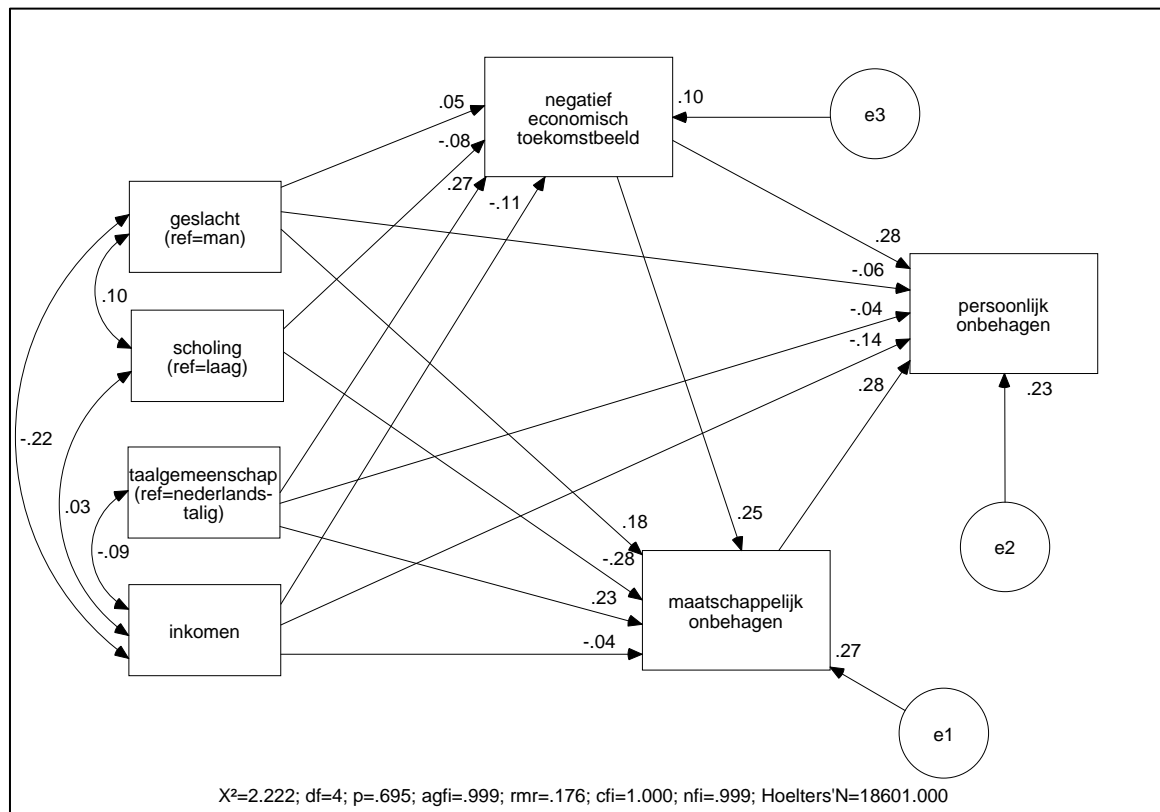 negatief
economisch
toekomstbeeld
.10
e3
.05
-.08
.27
-.11
geslacht
(ref=man)
.28
-.06
-.04
-.14
.28
persoonlijk
onbehagen
.10
scholing
(ref=laag)
.23
-.22
.03
-.09
taalgemeenschap
(ref=nederlands-
talig)
.25
.18
-.28
.23
-.04
e2
inkomen
maatschappelijk
onbehagen
.27
e1
X²=2.222; df=4; p=.695; agfi=.999; rmr=.176; cfi=1.000; nfi=.999; Hoelters'N=18601.000